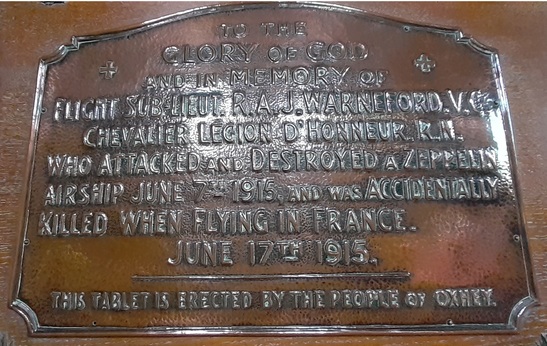 TO THE
GLORY OF GOD
AND IN MEMORY OF
FLIGHT SUB. LIEUT. R.A.J. WARNEFORD, V.C.
CHEVALIER LEGION D'HONNEUR. R.N.
WHO ATTACKED AND DESTROYED A ZEPPELIN
AIRSHIP JUNE 7TH 1915, AND WAS ACCIDENTALLY
KILLED WHEN FLYING IN FRANCE.
JUNE 17TH 1915.
THIS TABLET IS ERECTED BY THE PEOPLE OF OXHEY.